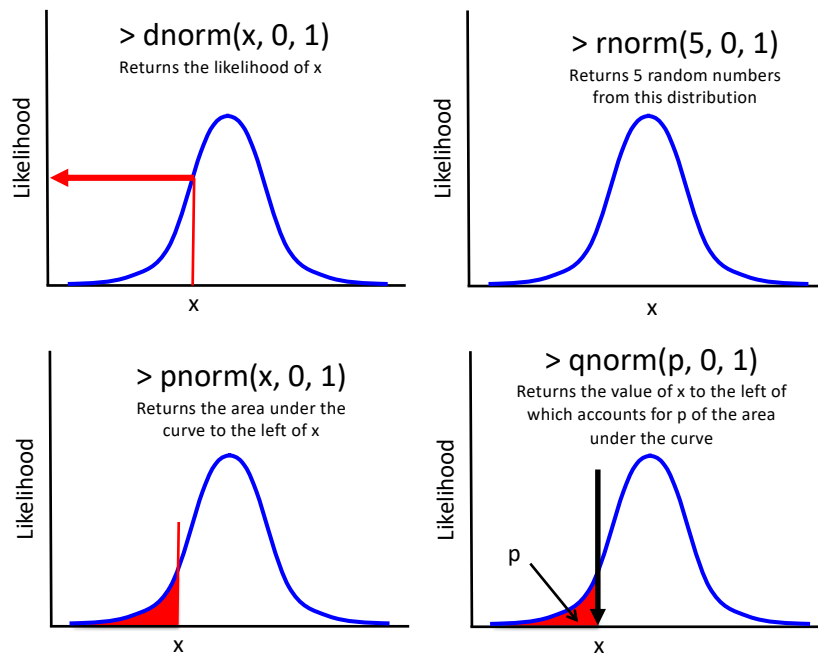 > dnorm(x, 0, 1)
Returns the likelihood of x
Likelihood
x
> rnorm(5, 0, 1)
Returns 5 random numbers
from this distribution
Likelihood
x
> pnorm(x, 0, 1)
Returns the area under the
curve to the left of x
Likelihood
x
> qnorm(p, 0, 1)
Returns the value of x to the left of
which accounts for p of the area
under the curve
Likelihood
p
x